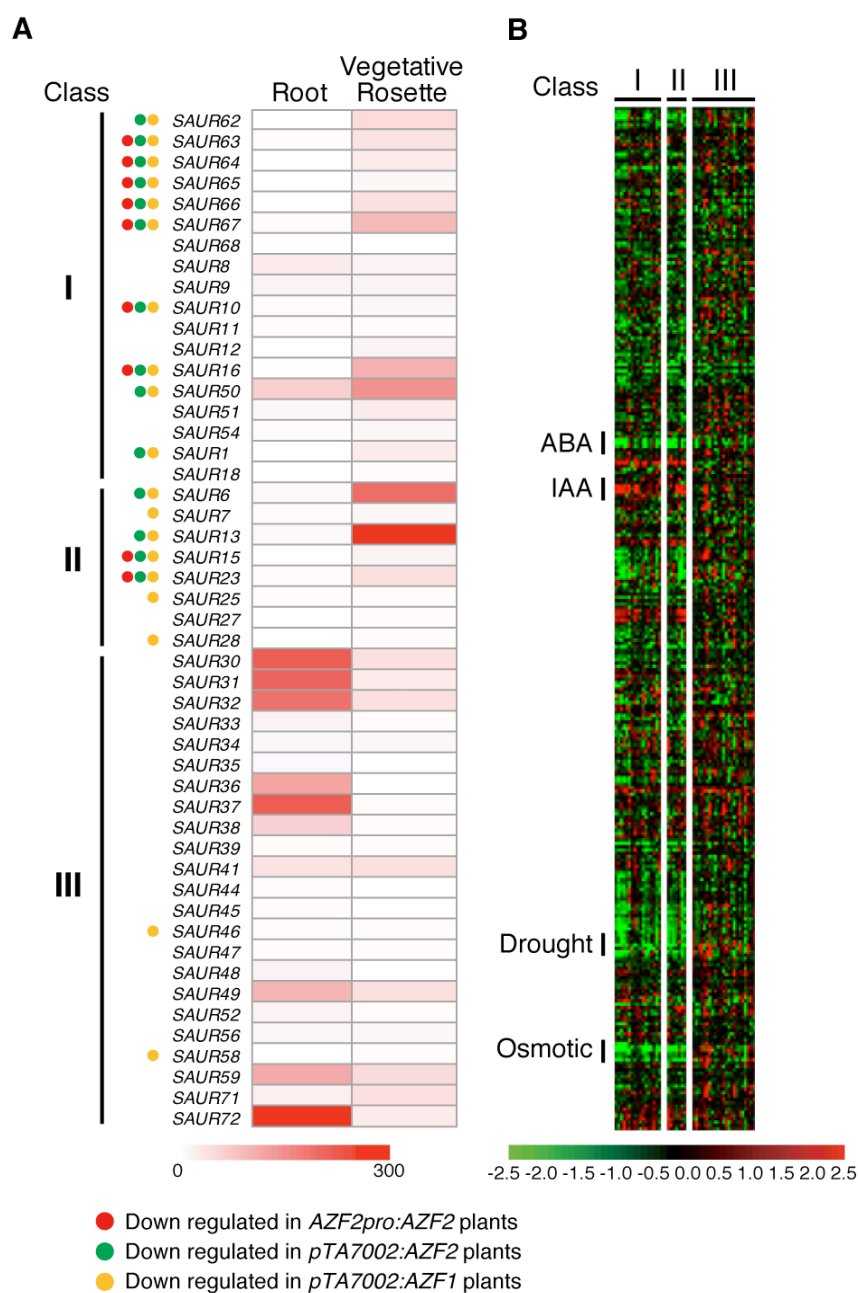 A
B
Class
Root
Vegetative
Rosette
Class
I
II
III
I
II
III
SAUR62
SAUR63
SAUR64
SAUR65
SAUR66
SAUR67
SAUR68
SAUR8
SAUR9
SAUR10
SAUR11
SAUR12
SAUR16
SAUR50
SAUR51
SAUR54
SAUR1
SAUR18
SAUR6
SAUR7
SAUR13
SAUR15
SAUR23
SAUR25
SAUR27
SAUR28
SAUR30
SAUR31
SAUR32
SAUR33
SAUR34
SAUR35
SAUR36
SAUR37
SAUR38
SAUR39
SAUR41
SAUR44
SAUR45
SAUR46
SAUR47
SAUR48
SAUR49
SAUR52
SAUR56
SAUR58
SAUR59
SAUR71
SAUR72
0 300
Down regulated in AZF2pro:AZF2 plants
Down regulated in pTA7002:AZF2 plants
Down regulated in pTA7002:AZF1 plants
ABA
IAA
Drought
Osmotic
-2.5 -2.0 -1.5 -1.0 -0.5 0.0 0.5 1.0 1.5 2.0 2.5